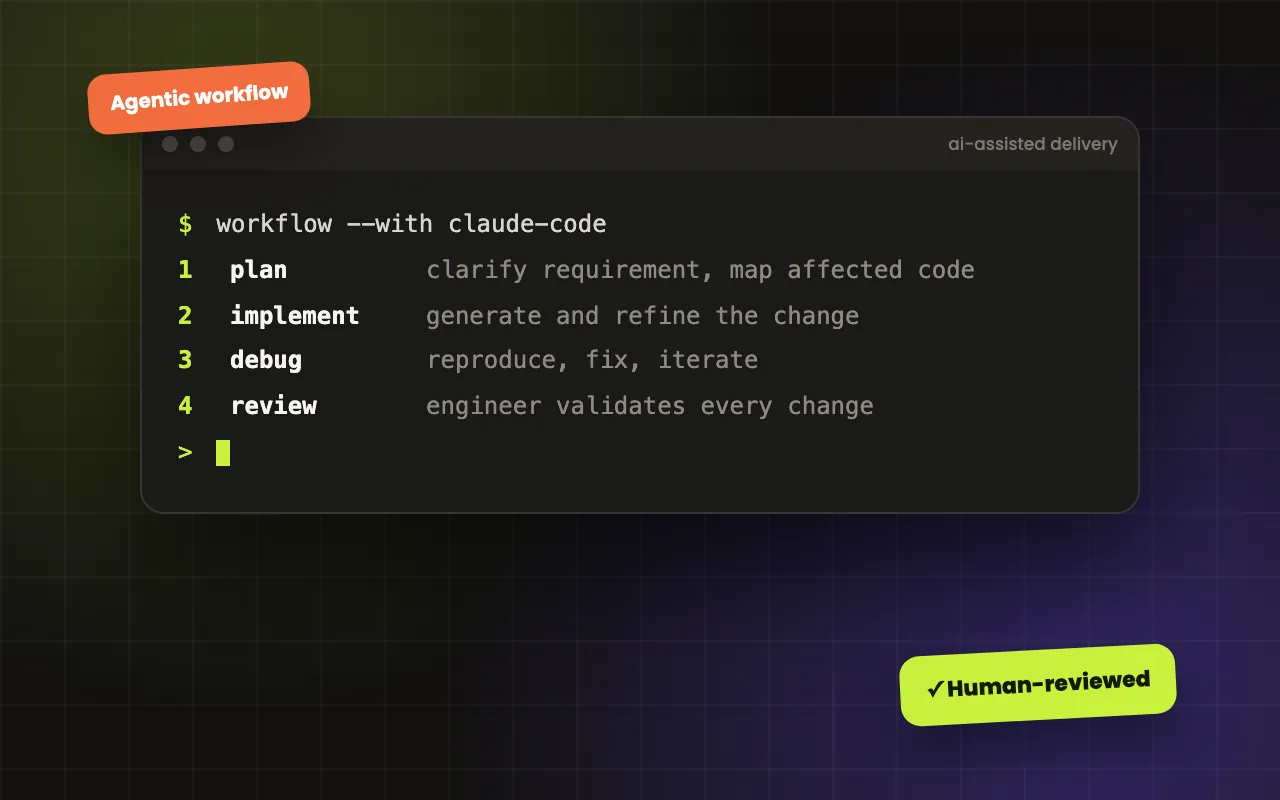 Agentic workflow
ai-assisted delivery
$ workflow --with claude-code
1 plan clarify requirement, map affected code
2 implement generate and refine the change
3 debug reproduce, fix, iterate
4 review engineer validates every change
>
✓Human-reviewed